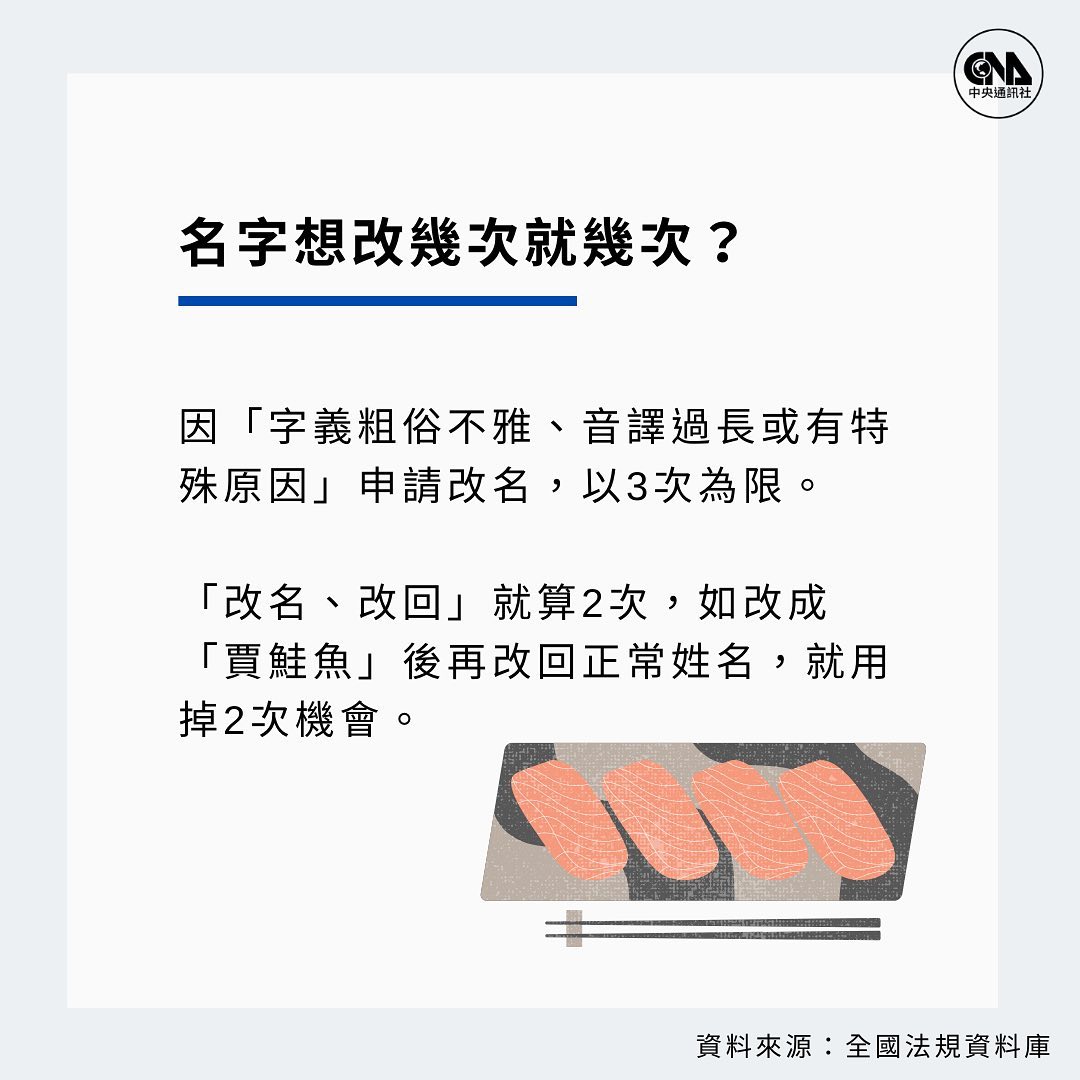 CNA
中央通訊社
名字想改幾次就幾次？
因「字義粗俗不雅、音譯過長或有特
殊原因」申請改名，以3次為限。
「改名、改回」就算2次，如改成
「賈鮭魚」後再改回正常姓名，就用
掉2次機會。
資料來源：全國法規資料庫